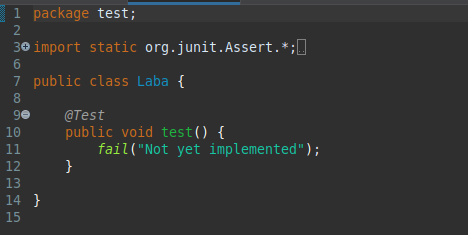 1 package test;
2
3 import static org.junit.Assert.*;
6
7 public class Laba {
8
9 @Test
10 public void test() {
11 fail("Not yet implemented");
12 }
13
14 }
15